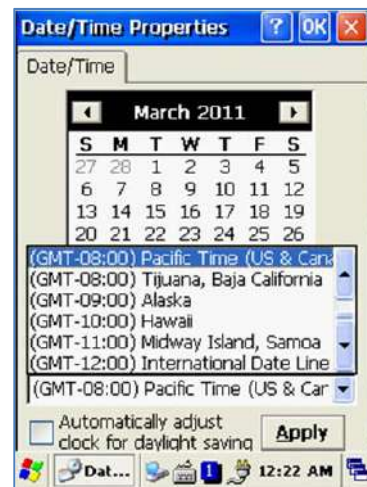 Date/Time Properties ? OK ×
Date/Time
March 2011
S M T W T F S
27 28 1 2 3 4 5
6 7 8 9 10 11 12
13 14 15 16 17 18 19
20 21 22 23 24 25 26
(GMT-08:00) Pacific Time (US & Cana
(GMT-08:00) Tijuana, Baja California
(GMT-09:00) Alaska
(GMT-10:00) Hawaii
(GMT-11:00) Midway Island, Samoa
(GMT-12:00) International Date Line
(GMT-08:00) Pacific Time (US & Car
Automatically adjust
clock for daylight saving
Apply
Dat... 1 12:22 AM